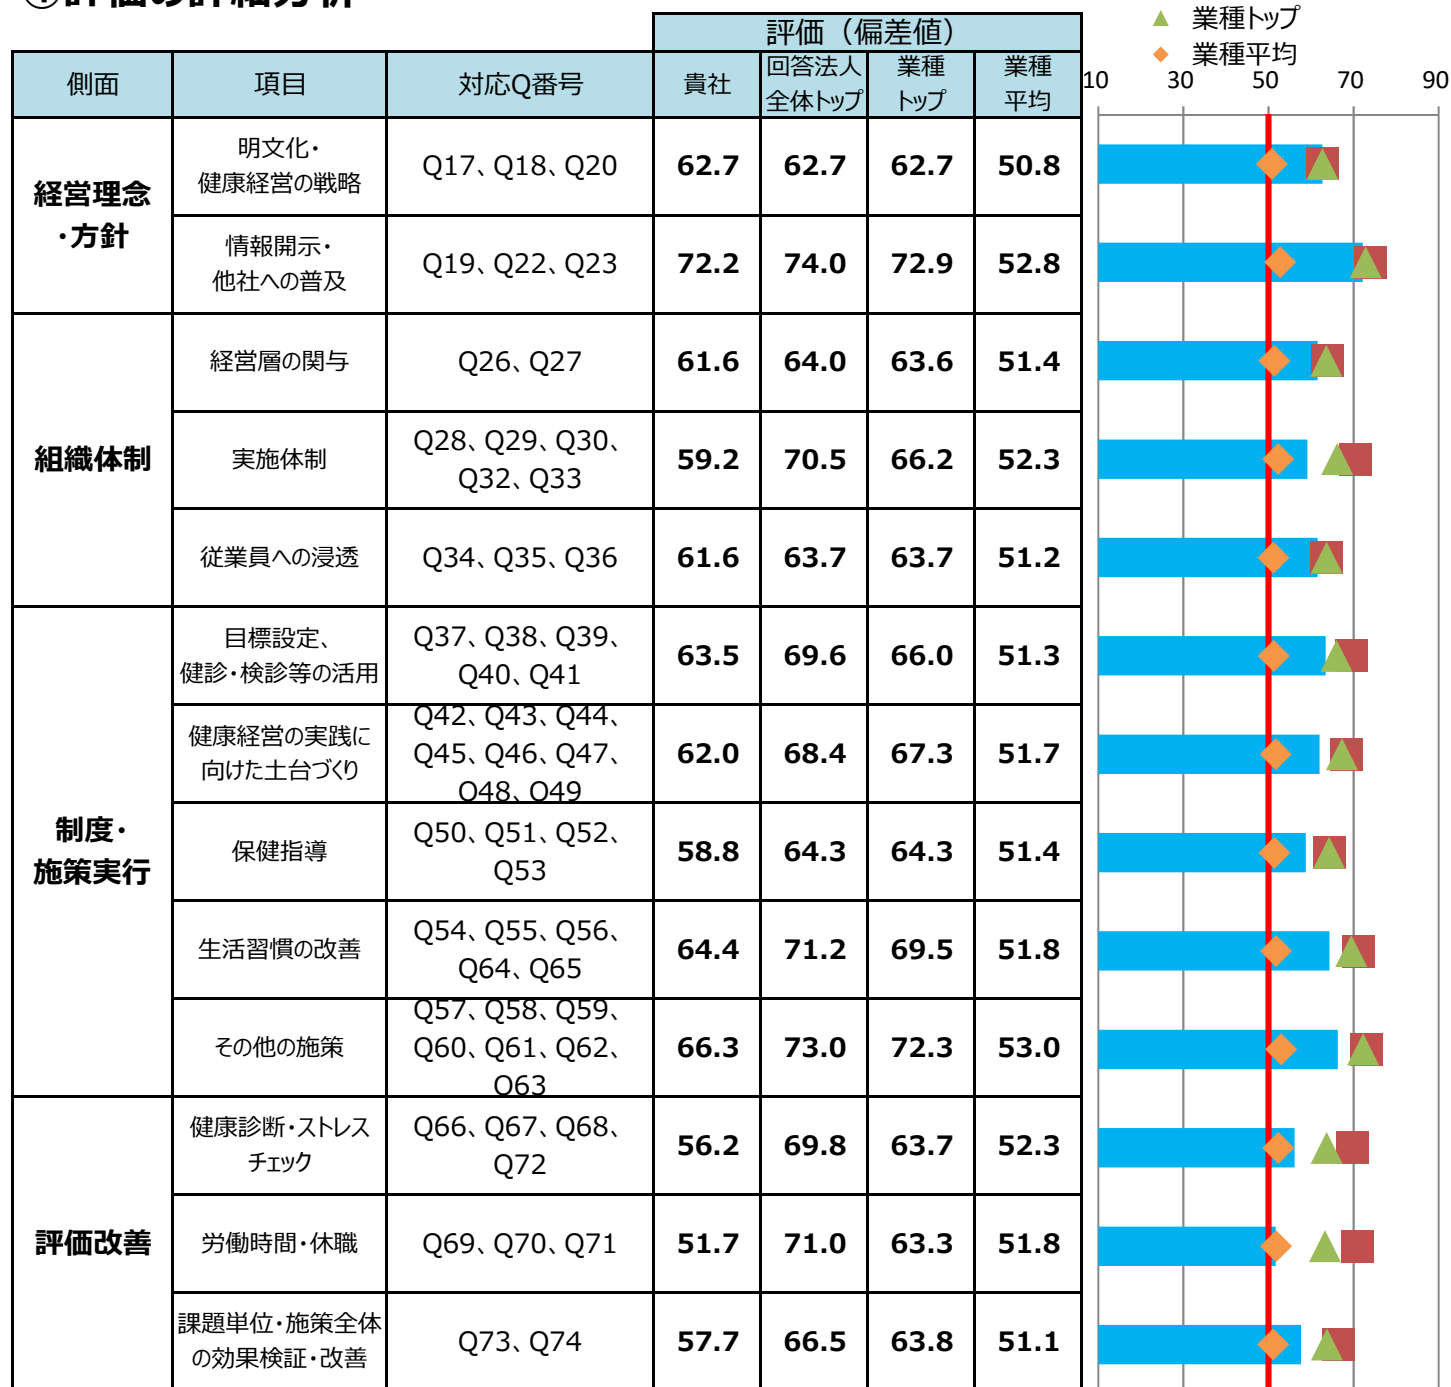 ①評価の詳細分析
▲ 業種トップ
◆ 業種平均
評価（偏差値）
側面 項目 対応Q番号 貴社 回答法人 業種 業種
全体トップ トップ 平均
10 30 50 70 90
経営理念
・方針
明文化・
健康経営の戦略
Q17、Q18、Q20 62.7 62.7 62.7 50.8
情報開示・
他社への普及
Q19、Q22、Q23 72.2 74.0 72.9 52.8
組織体制
経営層の関与 Q26、Q27 61.6 64.0 63.6 51.4
実施体制
Q28、Q29、Q30、
Q32、Q33
59.2 70.5 66.2 52.3
従業員への浸透 Q34、Q35、Q36 61.6 63.7 63.7 51.2
制度・
施策実行
目標設定、
健診・検診等の活用
Q37、Q38、Q39、
Q40、Q41
63.5 69.6 66.0 51.3
健康経営の実践に
向けた土台づくり
Q42、Q43、Q44、
Q45、Q46、Q47、
Q48、Q49
62.0 68.4 67.3 51.7
保健指導
Q50、Q51、Q52、
Q53
58.8 64.3 64.3 51.4
生活習慣の改善
Q54、Q55、Q56、
Q64、Q65
64.4 71.2 69.5 51.8
その他の施策
Q57、Q58、Q59、
Q60、Q61、Q62、
Q63
66.3 73.0 72.3 53.0
評価改善
健康診断・ストレス
チェック
Q66、Q67、Q68、
Q72
56.2 69.8 63.7 52.3
労働時間・休職 Q69、Q70、Q71 51.7 71.0 63.3 51.8
課題単位・施策全体
の効果検証・改善
Q73、Q74 57.7 66.5 63.8 51.1